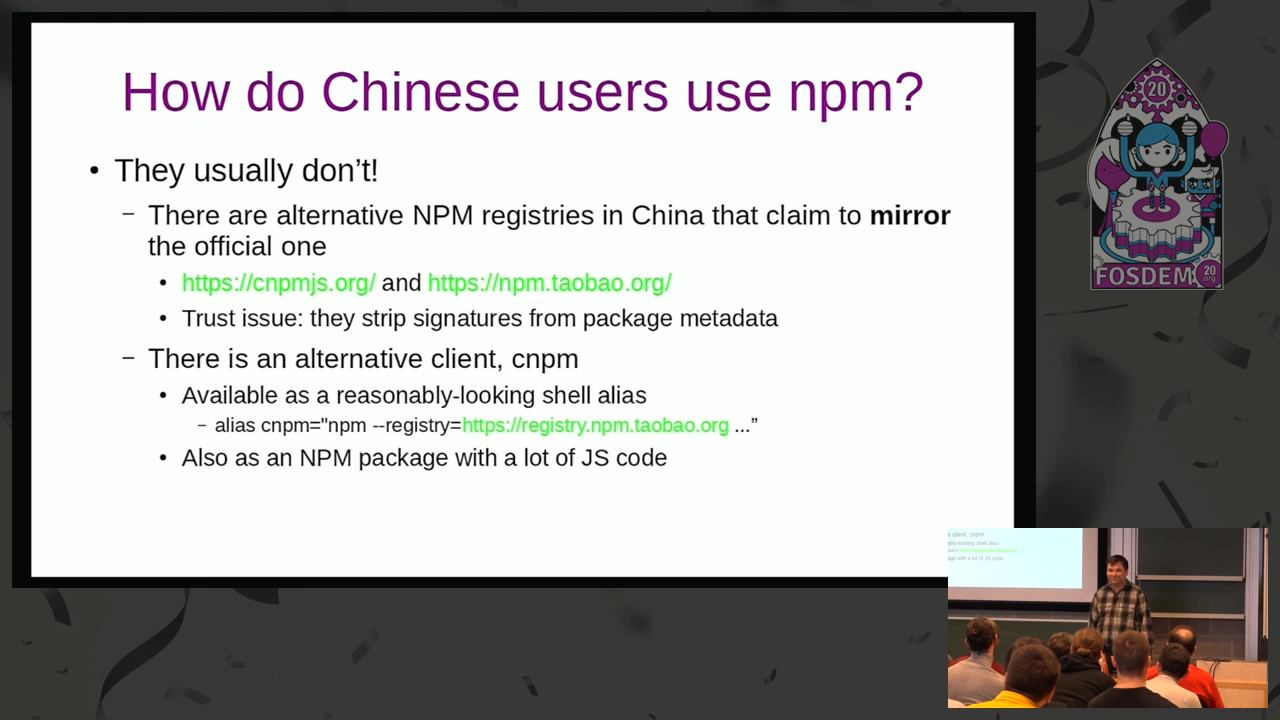 How do Chinese users use npm?
• They usually don’t!
– There are alternative NPM registries in China that claim to mirror
the official one
• https://cnpmjs.org/ and https://npm.taobao.org/
• Trust issue: they strip signatures from package metadata
– There is an alternative client, cnpm
• Available as a reasonably-looking shell alias
– alias cnpm="npm --registry=https://registry.npm.taobao.org ...”
• Also as an NPM package with a lot of JS code
20
FOSDEM
20
.org